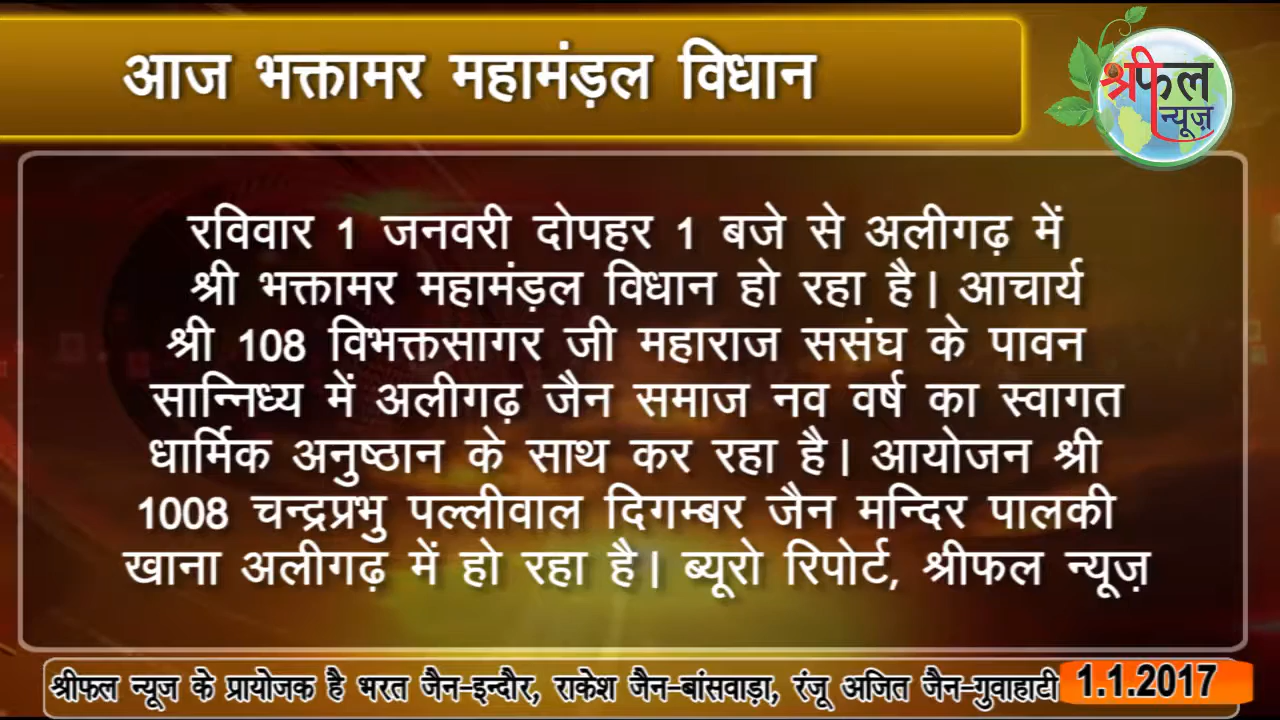 आज भक्तामर महामंड़ल विधान
श्रीफल
न्यूज़
रविवार 1 जनवरी दोपहर 1 बजे से अलीगढ़ में
श्री भक्तामर महामंड़ल विधान हो रहा है| आचार्य
श्री 108 विभक्तसागर जी महाराज ससंघ के पावन
सान्निध्य में अलीगढ़ जैन समाज नव वर्ष का स्वागत
धार्मिक अनुष्ठान के साथ कर रहा है| आयोजन श्री
1008 चन्द्रप्रभु पल्लीवाल दिगम्बर जैन मन्दिर पालकी
खाना अलीगढ़ में हो रहा है| ब्यूरो रिपोर्ट, श्रीफल न्यूज़
श्रीफल न्यूज के प्रायोजक है भरत जैन-इन्दौर, राकेश जैन-बांसवाड़ा, रंजू अजित जैन-गुवाहाटी 1.1.2017